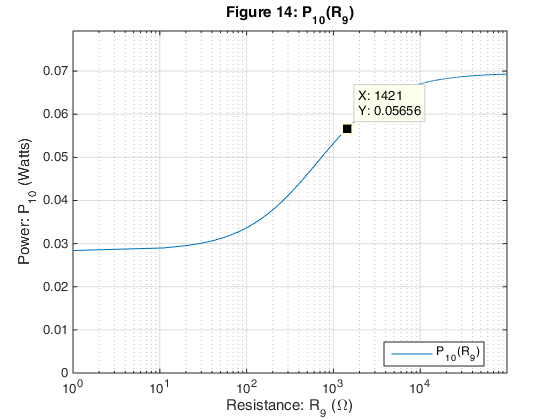 Figure 14: P10(R9)
0.07
0.06
0.05
0.04
0.03
0.02
0.01
0
Power: P10 (Watts)
X: 1421
Y: 0.05656
P10(R9)
10^0
10^1
10^2
10^3
10^4
Resistance: R9 (Ω)